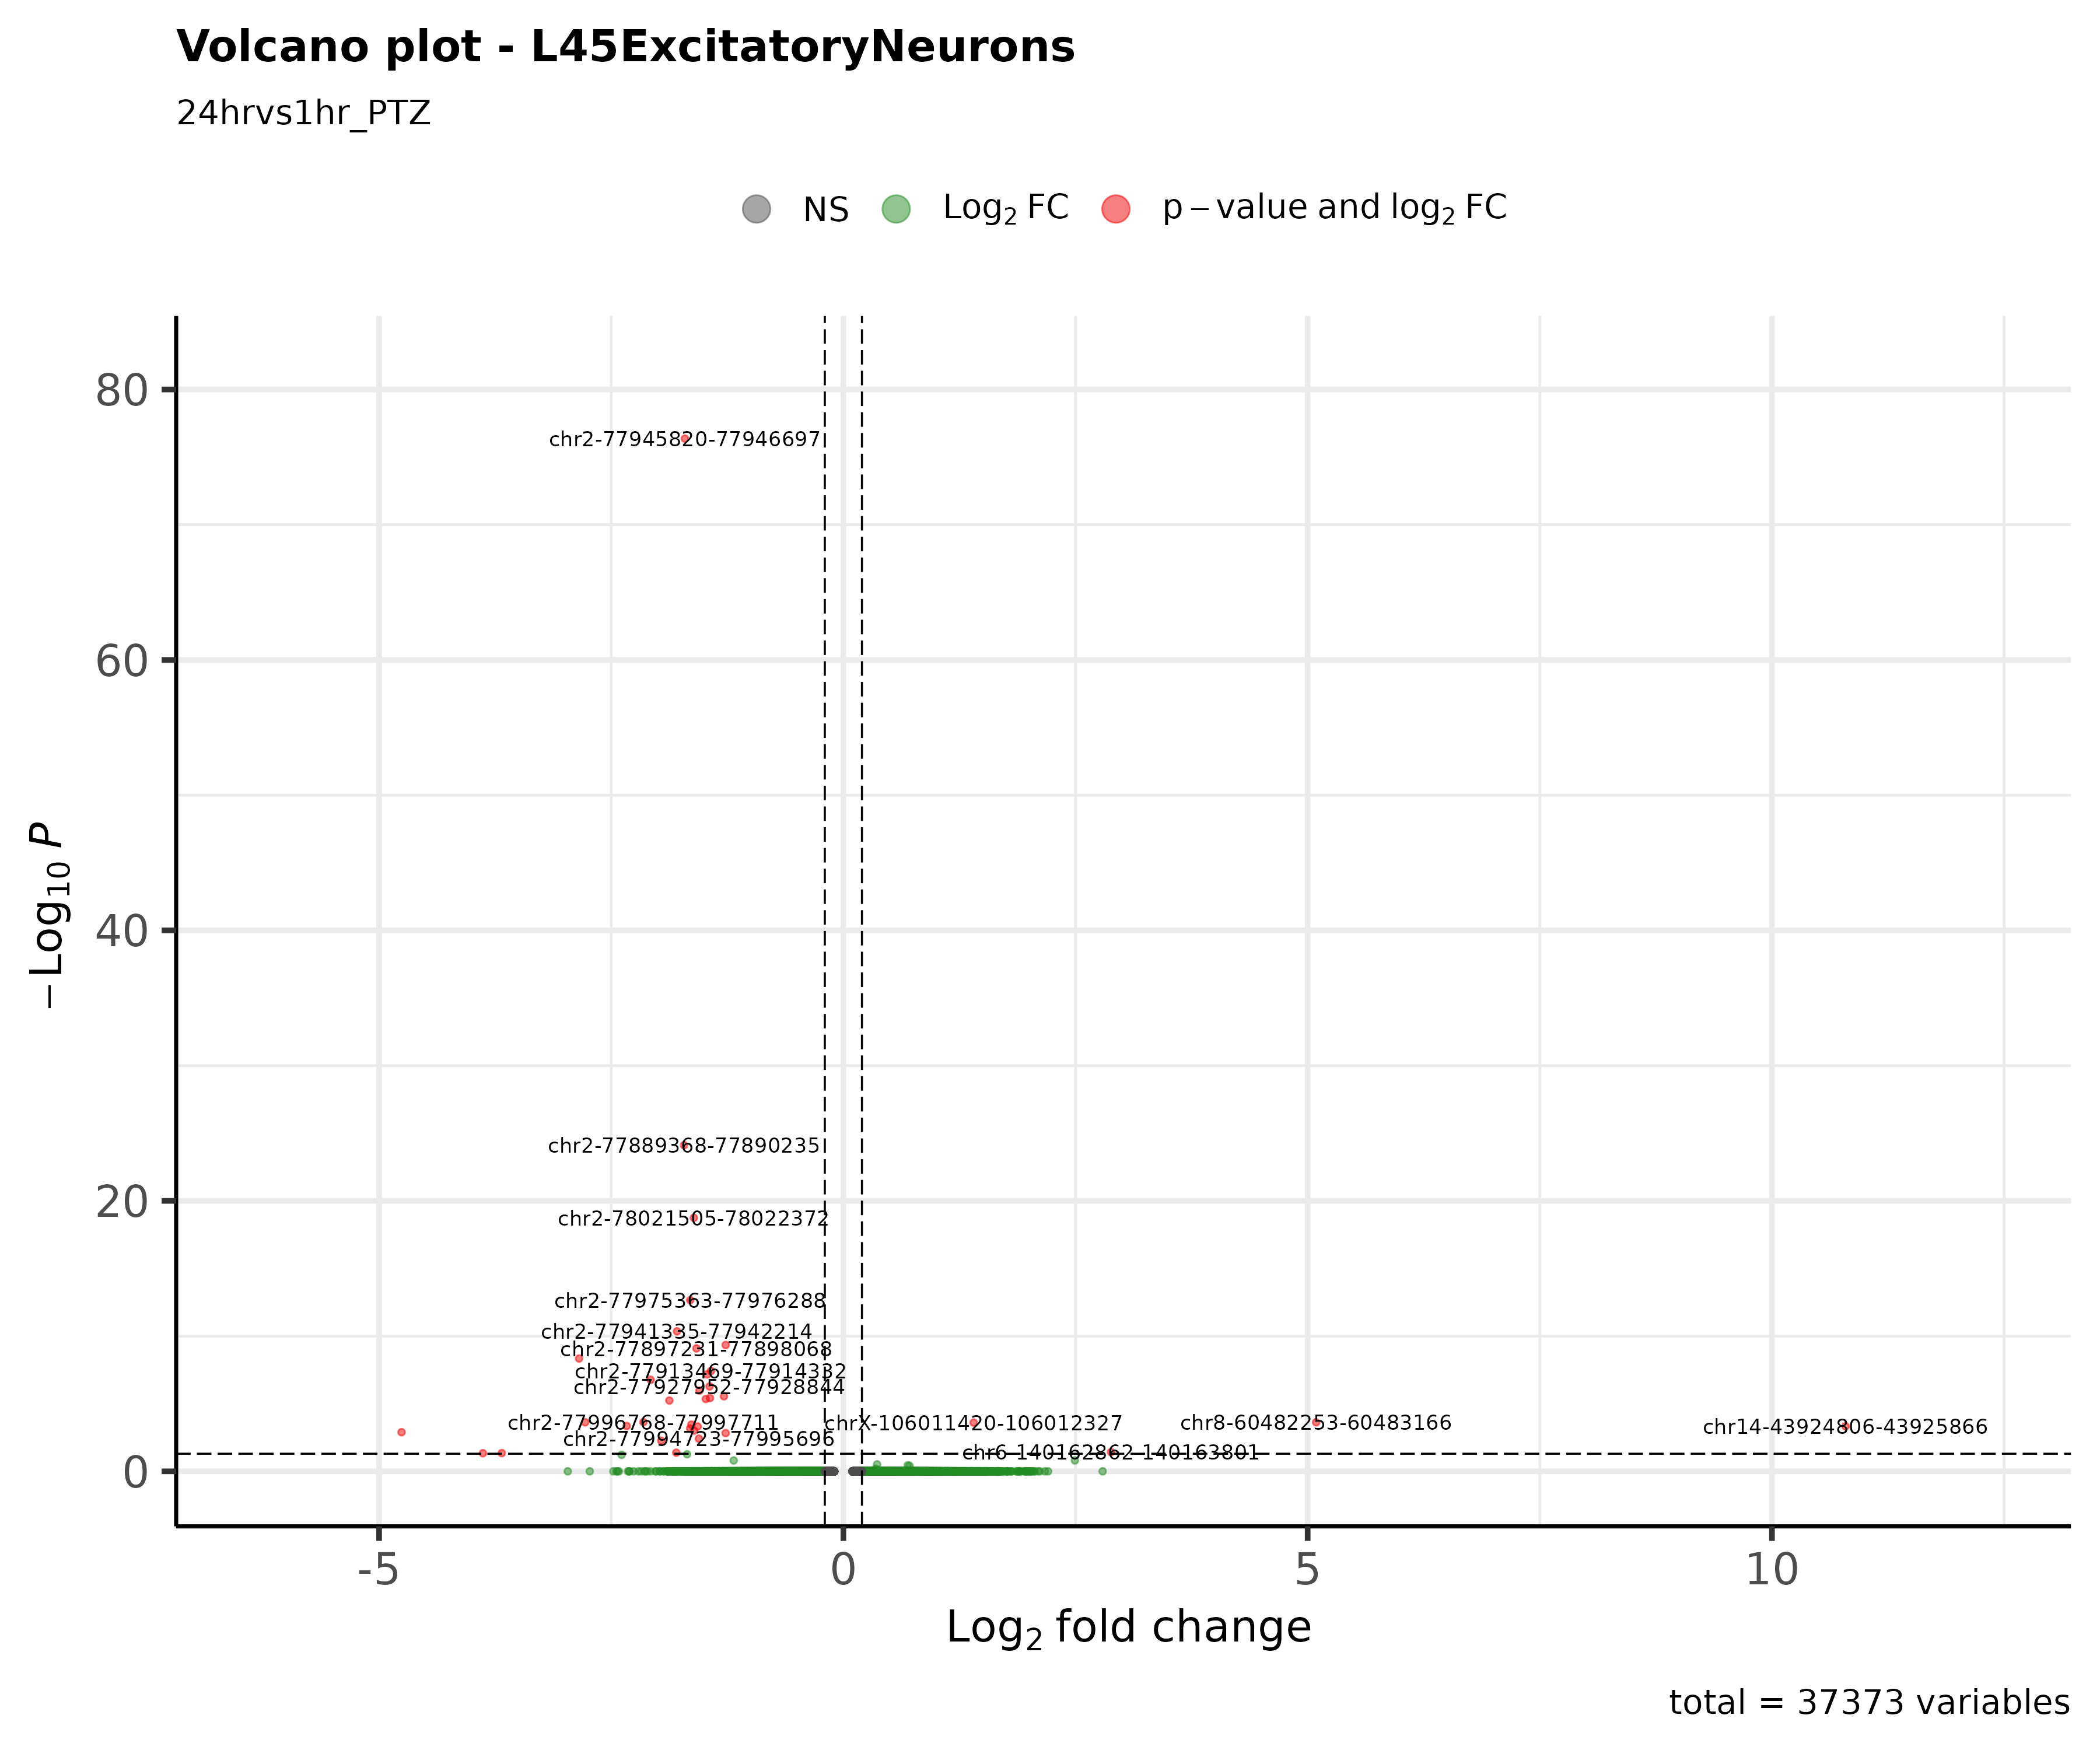 Volcano plot - L45ExcitatoryNeurons
24hrvs1hr_PTZ
NS Log2 FC p – value and log2 FC
80
60
40
20
0
−Log10 P
chr2-77945820-77946697
chr2-77889368-77890235
chr2-78021505-78022372
chr2-77975363-77976288
chr2-77941335-77942214
chr2-77897231-77898068
chr2-77913469-77914332
chr2-77927952-77928844
chr2-77996768-77997711
chrX-106011420-106012327
chr8-60482253-60483166
chr14-43924806-43925866
chr2-77994723-77995696
chr6-140162862-140163801
-5 0 5 10
Log2 fold change
total = 37373 variables